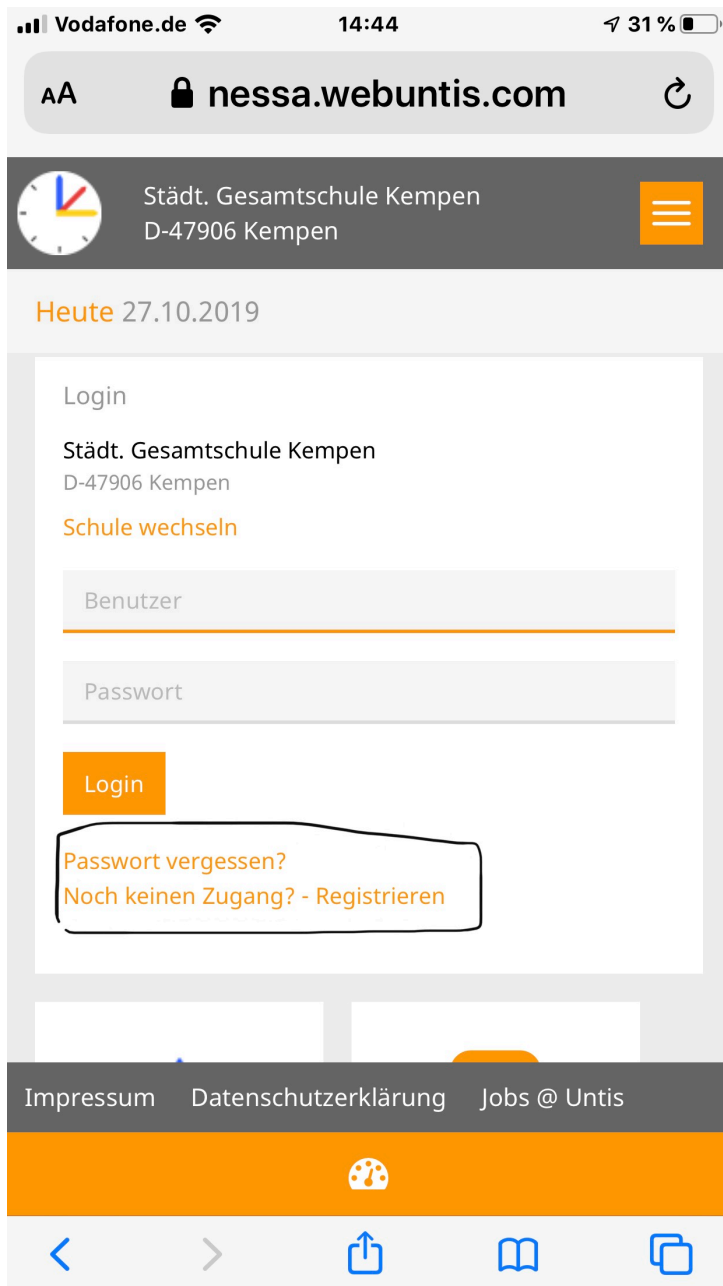 Vodafone.de 14:44 31 %
AA nessa.webuntis.com
Städt. Gesamtschule Kempen
D-47906 Kempen
Heute 27.10.2019
Login
Städt. Gesamtschule Kempen
D-47906 Kempen
Schule wechseln
Benutzer
Passwort
Login
Passwort vergessen?
Noch keinen Zugang? - Registrieren
Impressum Datenschutzerklärung Jobs @ Untis